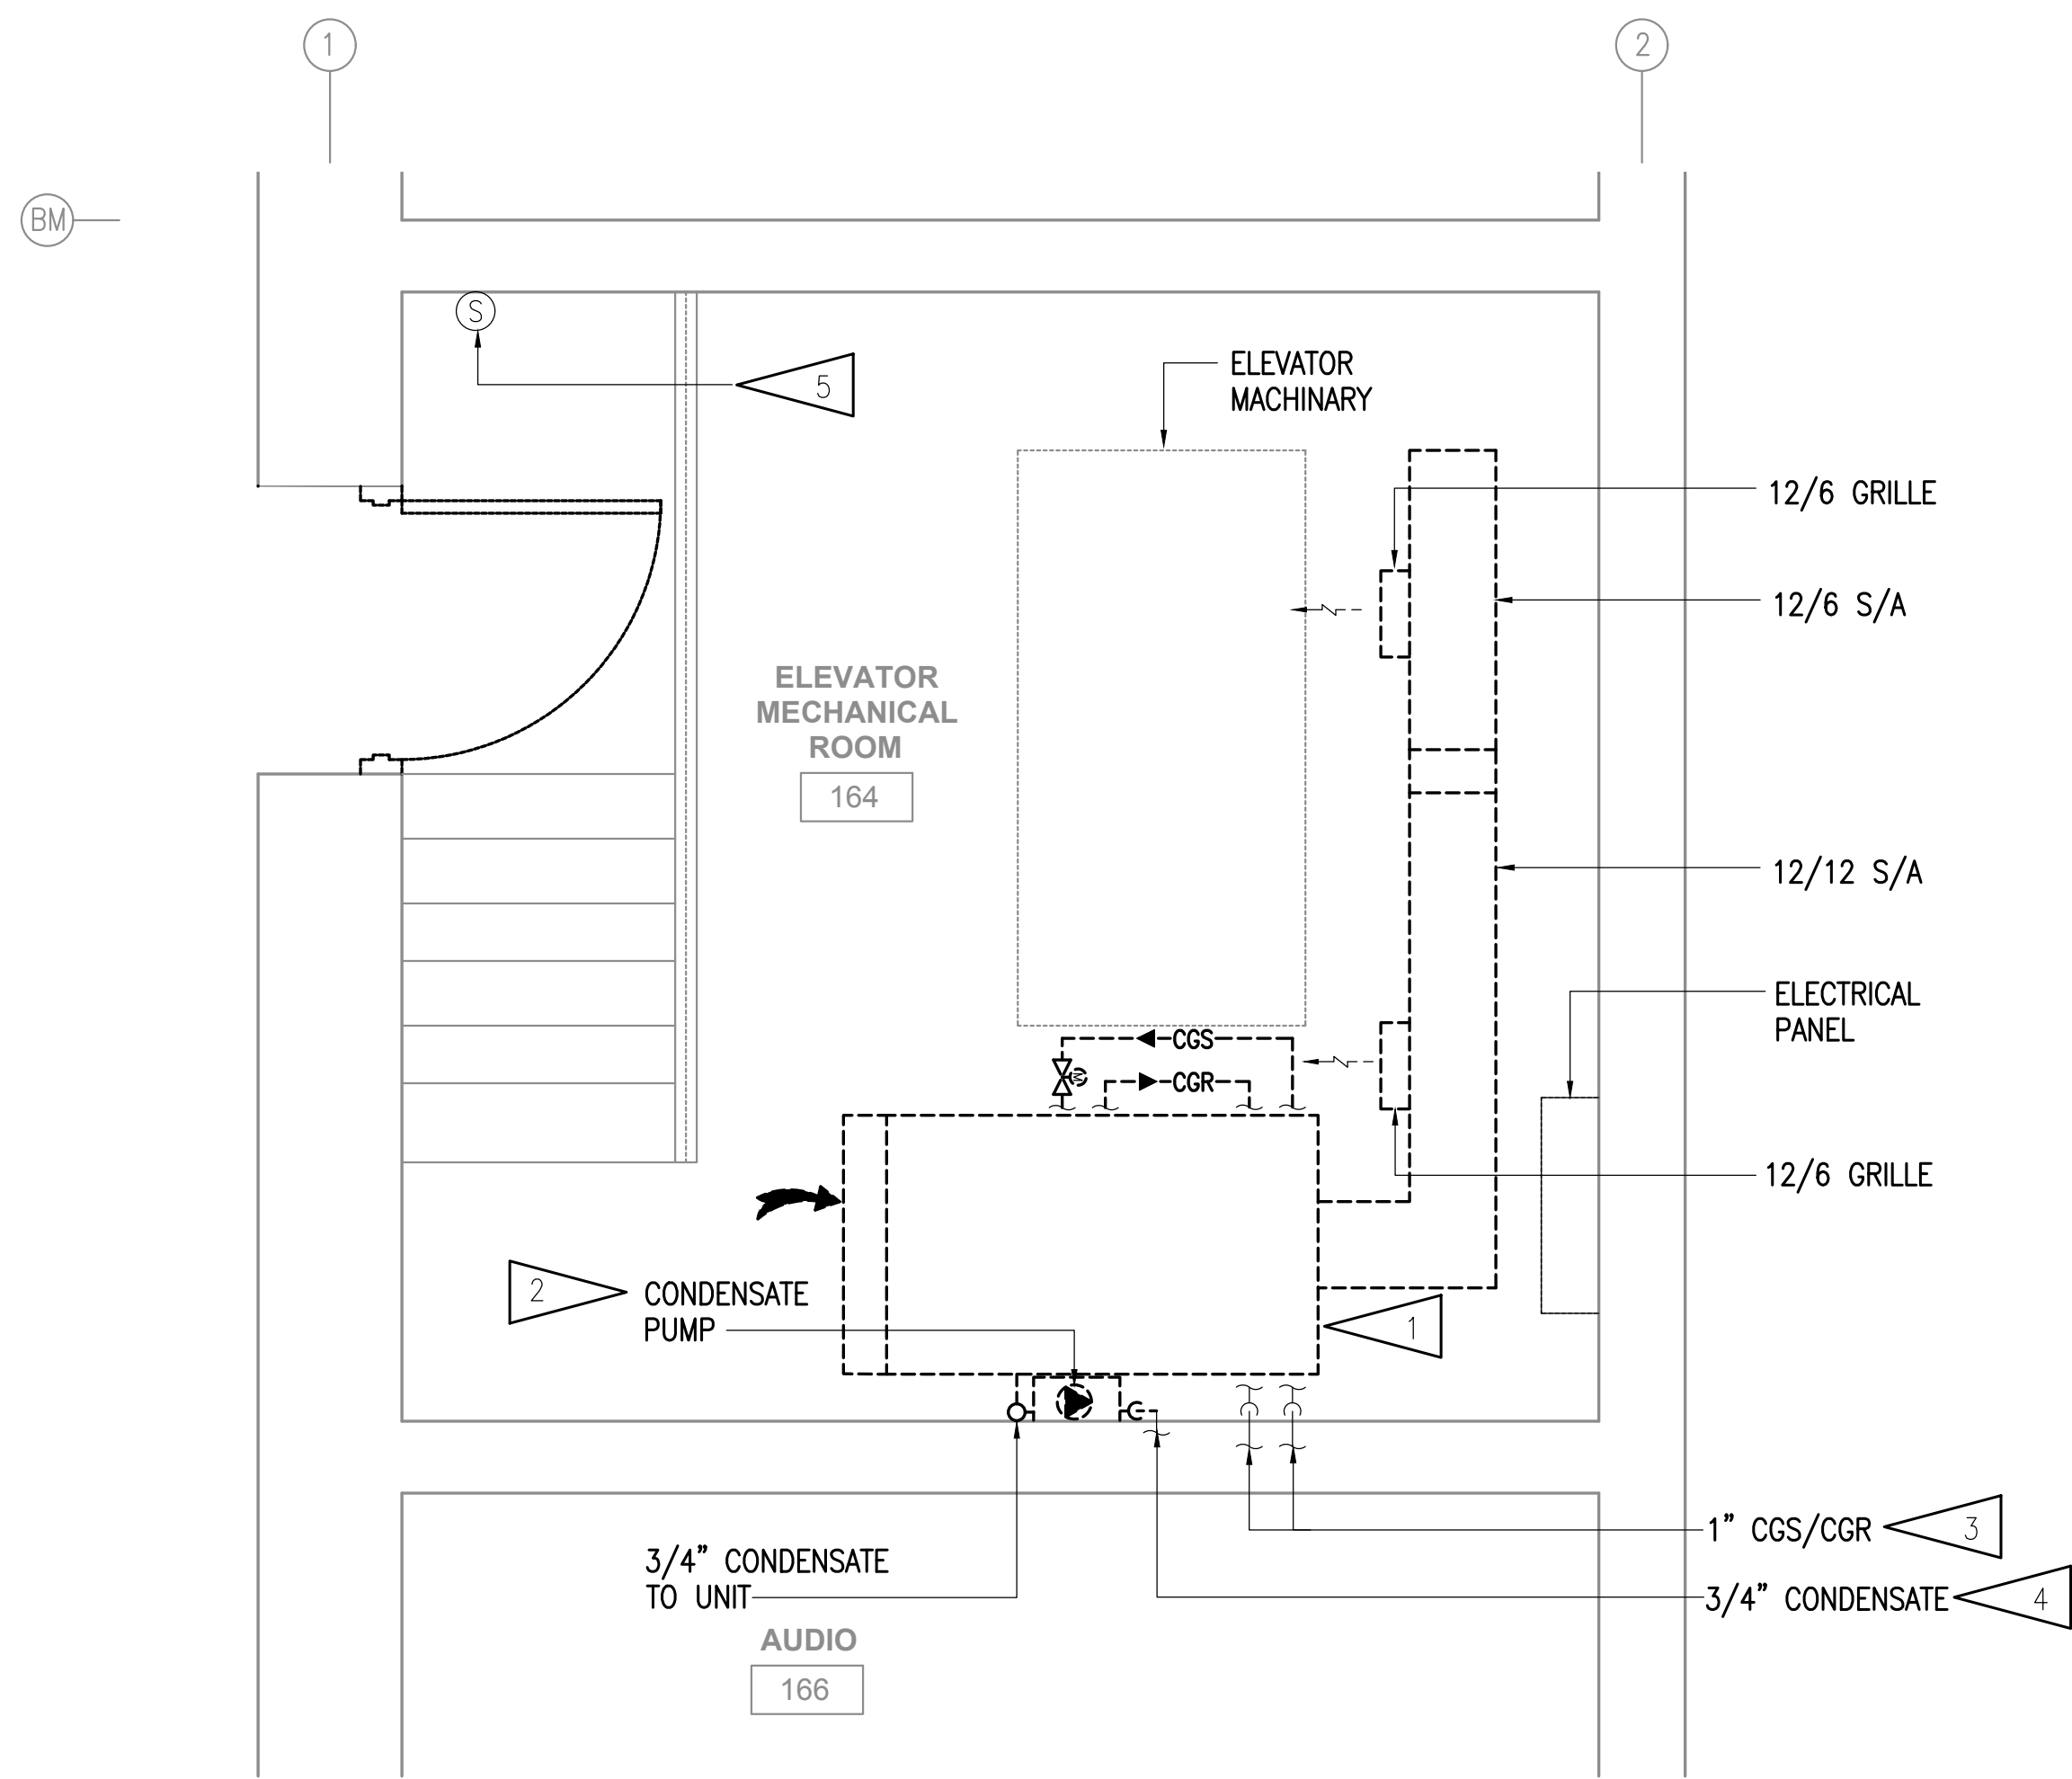 1
2
BM
S
5
ELEVATOR
MACHINARY
12/6 GRILLE
12/6 S/A
ELEVATOR
MECHANICAL
ROOM
164
12/12 S/A
ELECTRICAL
PANEL
CGS
M
CGR
12/6 GRILLE
2
CONDENSATE
PUMP
1
1" CGS/CGR
3
3/4" CONDENSATE
TO UNIT
3/4" CONDENSATE
4
AUDIO
166